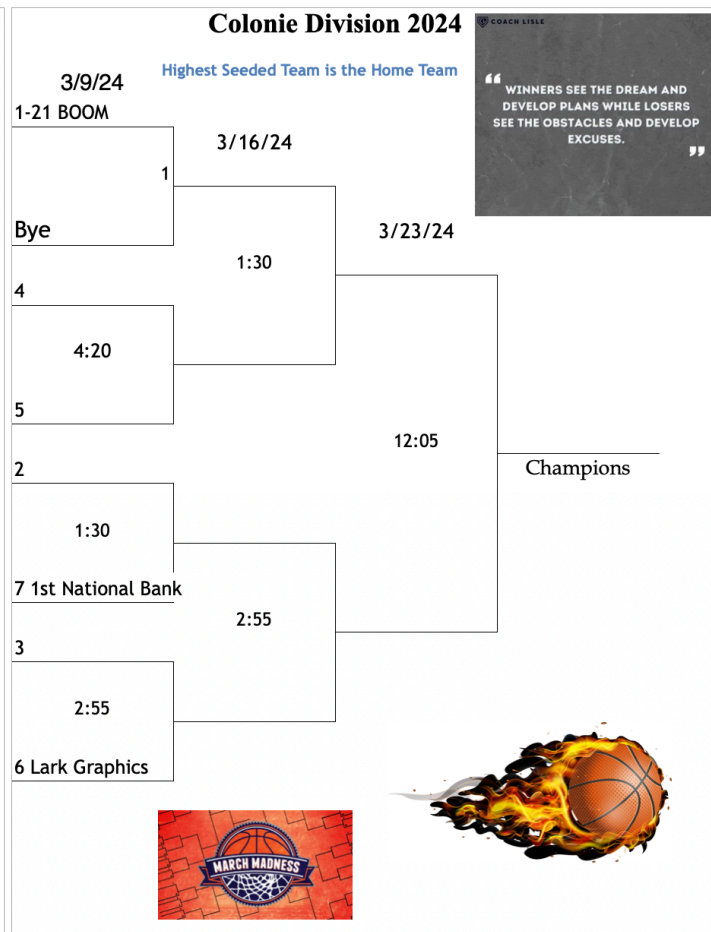 Colonie Division 2024
COACH LISLE
Highest Seeded Team is the Home Team
“ WINNERS SEE THE DREAM AND
DEVELOP PLANS WHILE LOSERS
SEE THE OBSTACLES AND DEVELOP
EXCUSES. ”
3/9/24
1-21 BOOM
3/16/24
1
Bye
3/23/24
1:30
4
4:20
5
12:05
2
Champions
1:30
7 1st National Bank
2:55
3
2:55
6 Lark Graphics
MARCH MADNESS